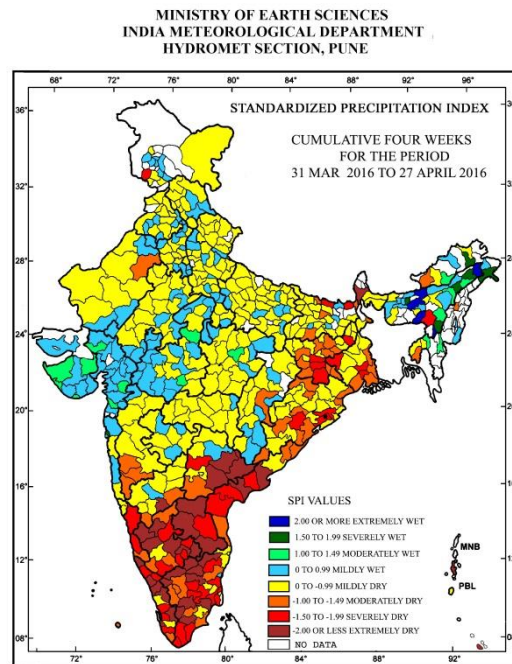 MINISTRY OF EARTH SCIENCES
INDIA METEOROLOGICAL DEPARTMENT
HYDROMET SECTION, PUNE
68° 72° 76° 80° 84° 88° 92° 96°
36°
STANDARDIZED PRECIPITATION INDEX
CUMULATIVE FOUR WEEKS
FOR THE PERIOD
31 MAR 2016 TO 27 APRIL 2016
32°
28°
24°
20°
16°
12°
08°
SPI VALUES
2.00 OR MORE EXTREMELY WET
1.50 TO 1.99 SEVERELY WET
1.00 TO 1.49 MODERATELY WET
0 TO 0.99 MILDLY WET
0 TO -0.99 MILDLY DRY
-1.00 TO -1.49 MODERATELY DRY
-1.50 TO -1.99 SEVERELY DRY
-2.00 OR LESS EXTREMELY DRY
NO DATA
MNB
PBL
72° 76° 80° 84° 88° 92°